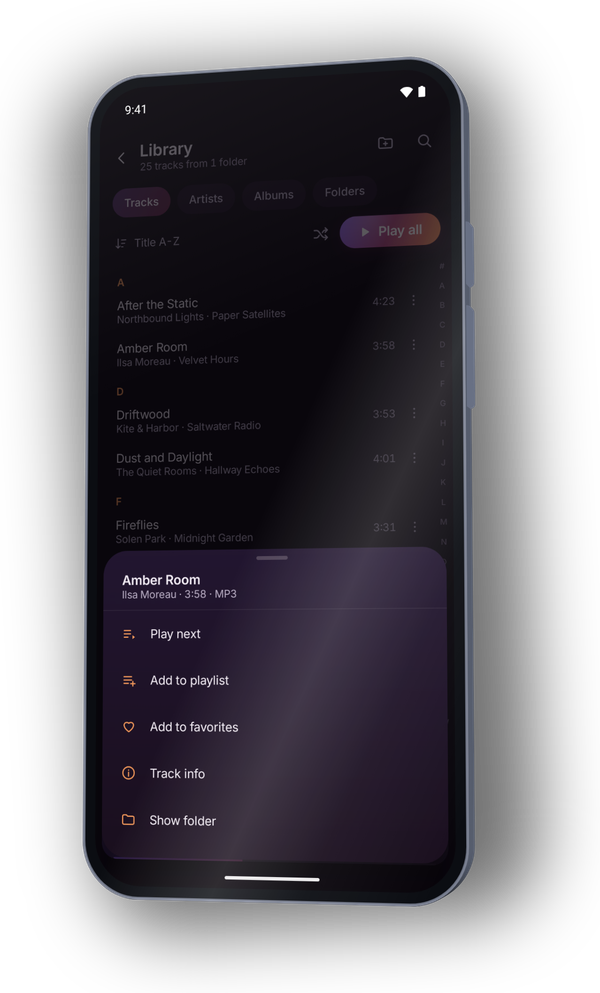 9:41
Library
25 tracks from 1 folder
Tracks Artists Albums Folders
Title A-Z Play all
A
After the Static 4:23
Northbound Lights · Paper Satellites
Amber Room 3:58
Ilsa Moreau · Velvet Hours
D
Driftwood 3:53
Kite & Harbor · Saltwater Radio
Dust and Daylight 4:01
The Quiet Rooms · Hallway Echoes
F
Fireflies 3:31
Solen Park · Midnight Garden
#
A
B
C
D
E
F
G
H
I
J
K
L
M
N
Amber Room
Ilsa Moreau · 3:58 · MP3
Play next
Add to playlist
Add to favorites
Track info
Show folder